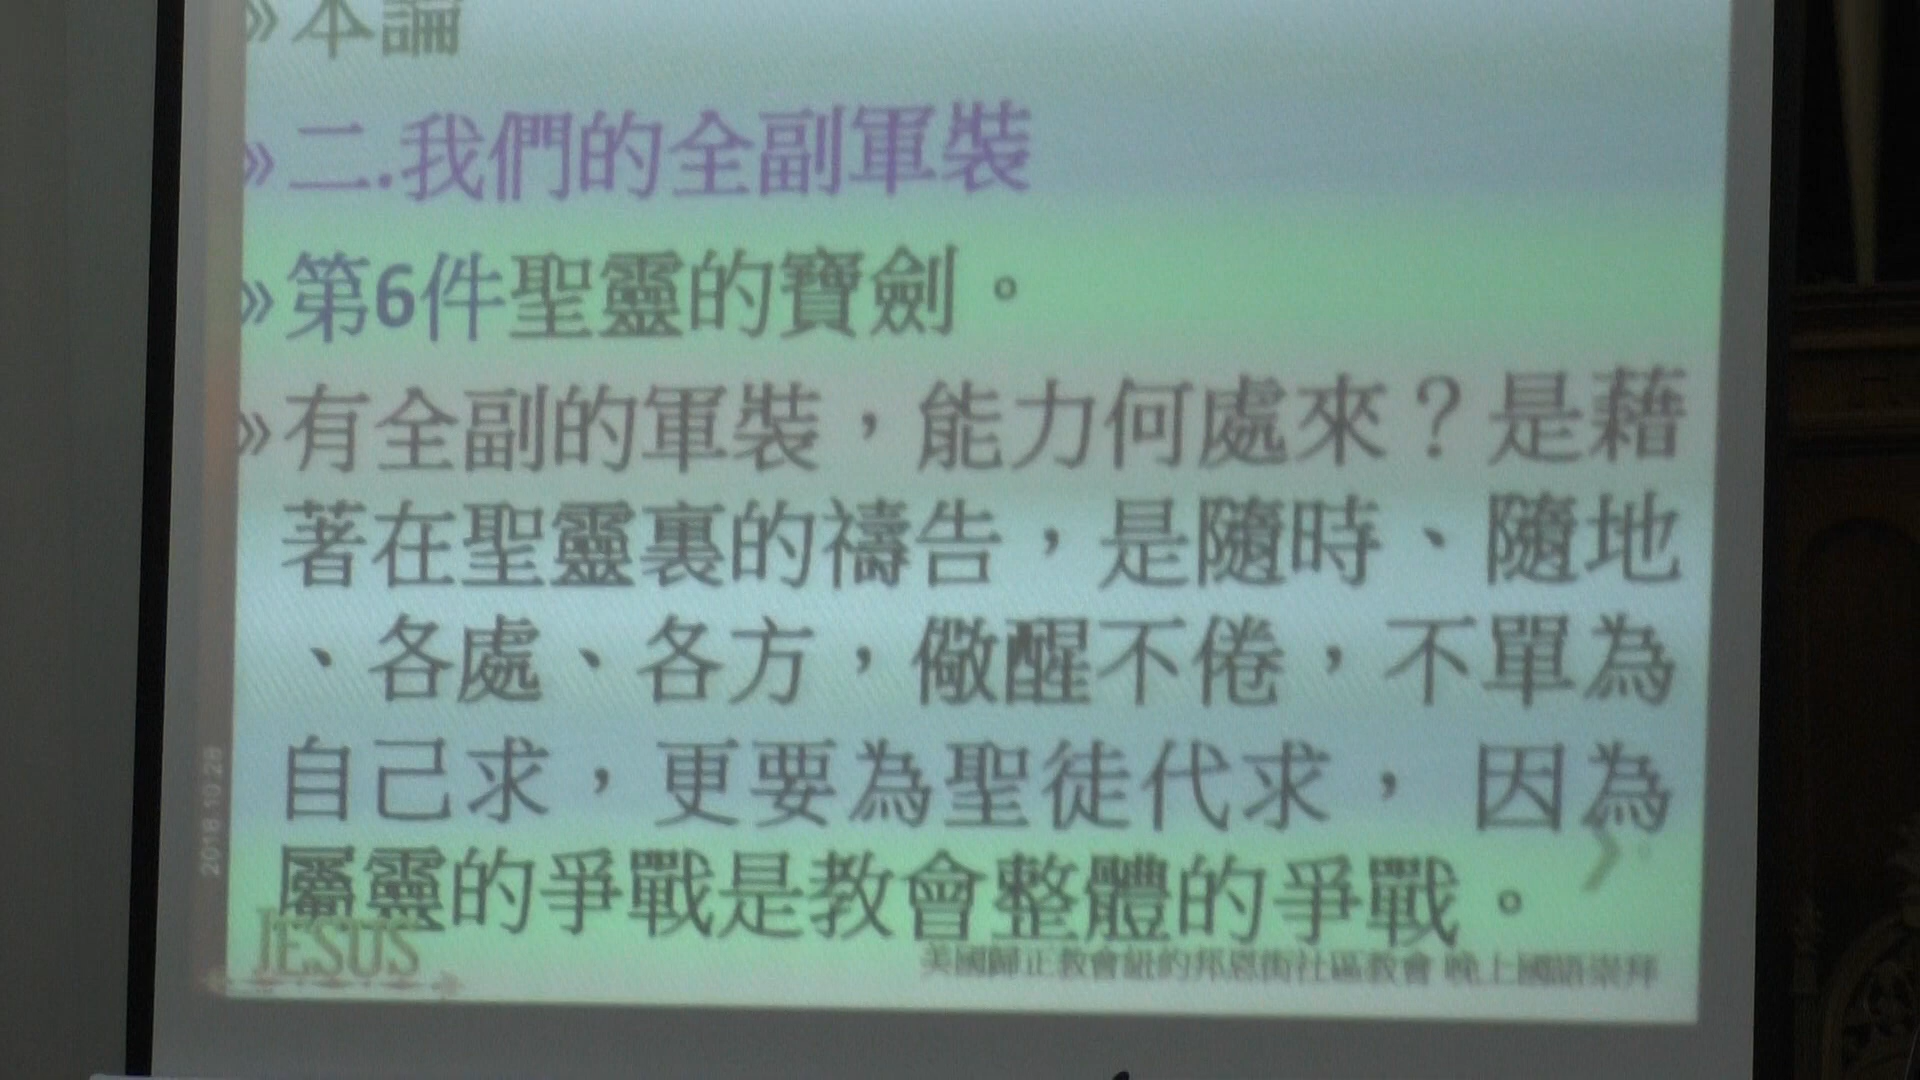 »本論
»二.我們的全副軍裝
»第6件聖靈的寶劍。
»有全副的軍裝，能力何處來？是藉
著在聖靈裏的禱告，是隨時、隨地
、各處、各方，儆醒不倦，不單為
自己求，更要為聖徒代求， 因為
屬靈的爭戰是教會整體的爭戰。
JESUS
美國歸正教會紐約邦恩街社區教會 晚上國語崇拜
2018 10:28